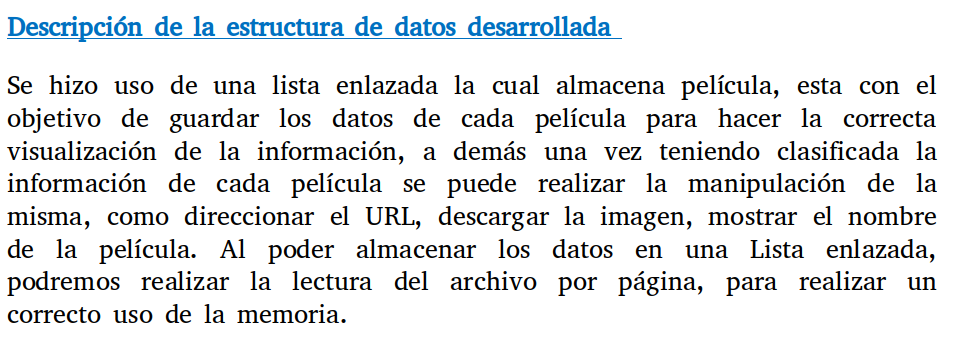 Descripción de la estructura de datos desarrollada
Se hizo uso de una lista enlazada la cual almacena película, esta con el
objetivo de guardar los datos de cada película para hacer la correcta
visualización de la información, a demás una vez teniendo clasificada la
información de cada película se puede realizar la manipulación de la
misma, como direccionar el URL, descargar la imagen, mostrar el nombre
de la película. Al poder almacenar los datos en una Lista enlazada,
podremos realizar la lectura del archivo por página, para realizar un
correcto uso de la memoria.